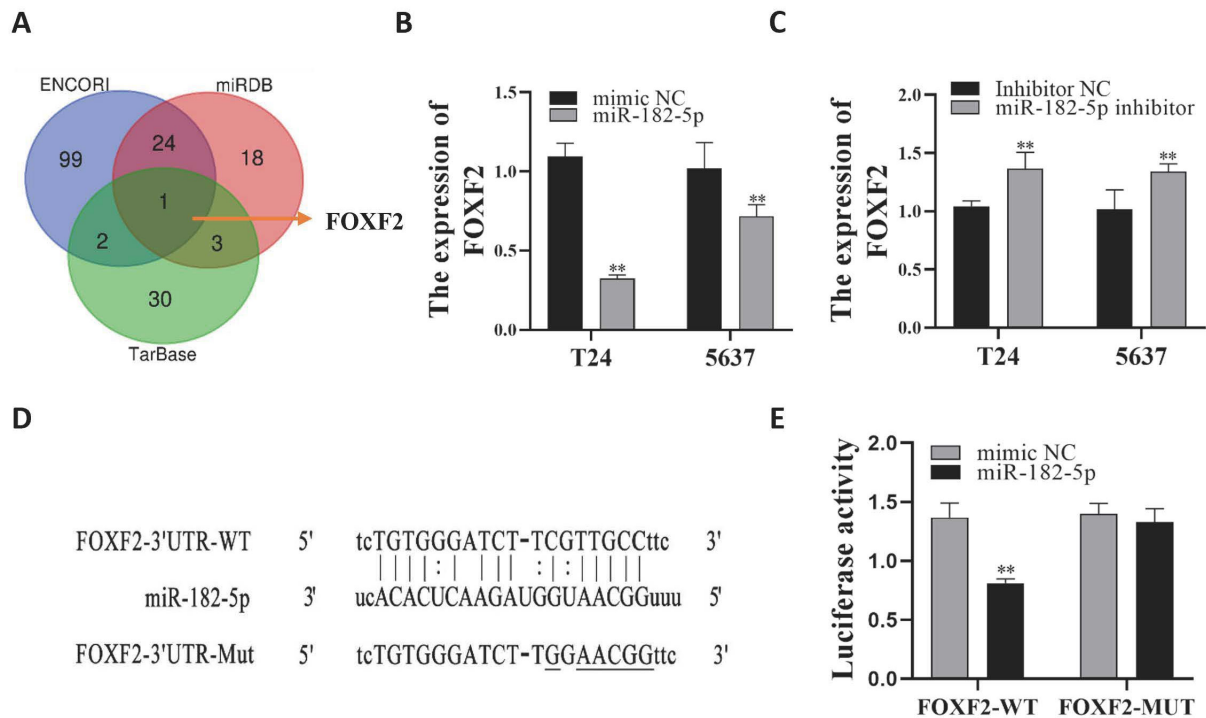 A
ENCORI
miRDB
99
24
18
1
2
3
30
TarBase
FOXF2
B
The expression of
FOXF2
1.5
1.0
0.5
0.0
mimic NC
miR-182-5p
**
**
T24
5637
C
The expression of
FOXF2
2.0
1.5
1.0
0.5
0.0
Inhibitor NC
miR-182-5p inhibitor
**
**
T24
5637
D
FOXF2-3'UTR-WT 5' tcTGTGGGATCT-TCGTTGCCttc 3'
miR-182-5p 3' ucACACUCAAGAUGGUAACGGuuu 5'
FOXF2-3'UTR-Mut 5' tcTGTGGGATCT-TGGAACGGttc 3'
E
Luciferase activity
2.0
1.5
1.0
0.5
0.0
mimic NC
miR-182-5p
**
FOXF2-WT
FOXF2-MUT